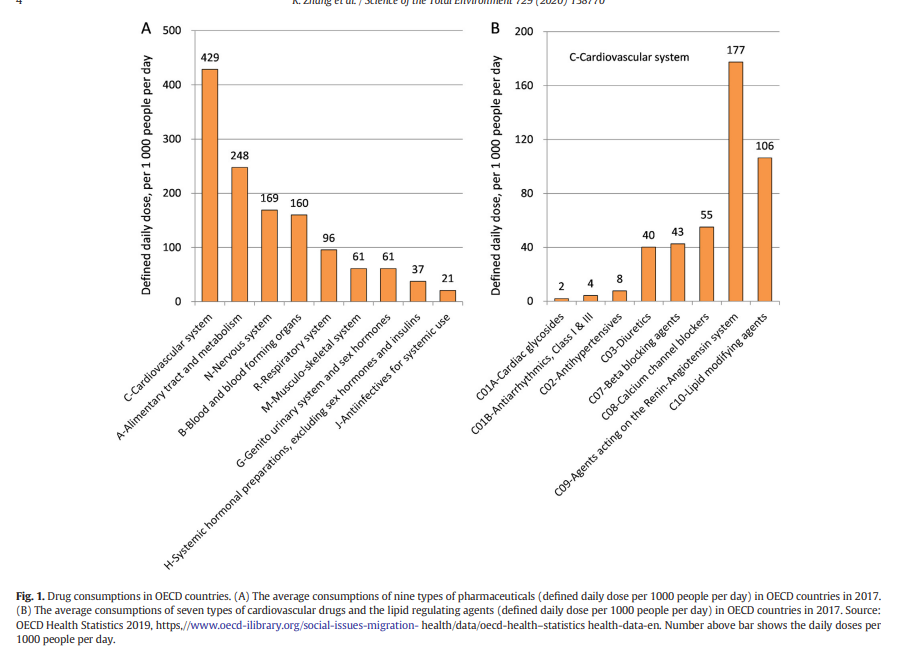 4
K. Zhang et al. / Science of the Total Environment 729 (2020) 138770
A
Defined daily dose, per 1 000 people per day
500
400
300
200
100
0
429
248
169
160
96
61
61
37
21
C-Cardiovascular system
A-Alimentary tract and metabolism
N-Nervous system
B-Blood and blood forming organs
R-Respiratory system
M-Musculo-skeletal system
G-Genito urinary system and sex hormones
H-Systemic hormonal preparations, excluding sex hormones and insulins
J-Antiinfectives for systemic use
B
C-Cardiovascular system
Defined daily dose, per 1 000 people per day
200
160
120
80
40
0
2
4
8
40
43
55
177
106
C01A-Cardiac glycosides
C01B-Antiarrhythmics, Class I & III
C02-Antihypertensives
C03-Diuretics
C07-Beta blocking agents
C08-Calcium channel blockers
C09-Agents acting on the Renin-Angiotensin system
C10-Lipid modifying agents
Fig. 1. Drug consumptions in OECD countries. (A) The average consumptions of nine types of pharmaceuticals (defined daily dose per 1000 people per day) in OECD countries in 2017.
(B) The average consumptions of seven types of cardiovascular drugs and the lipid regulating agents (defined daily dose per 1000 people per day) in OECD countries in 2017. Source:
OECD Health Statistics 2019, https,//www.oecd-ilibrary.org/social-issues-migration- health/data/oecd-health–statistics health-data-en. Number above bar shows the daily doses per
1000 people per day.